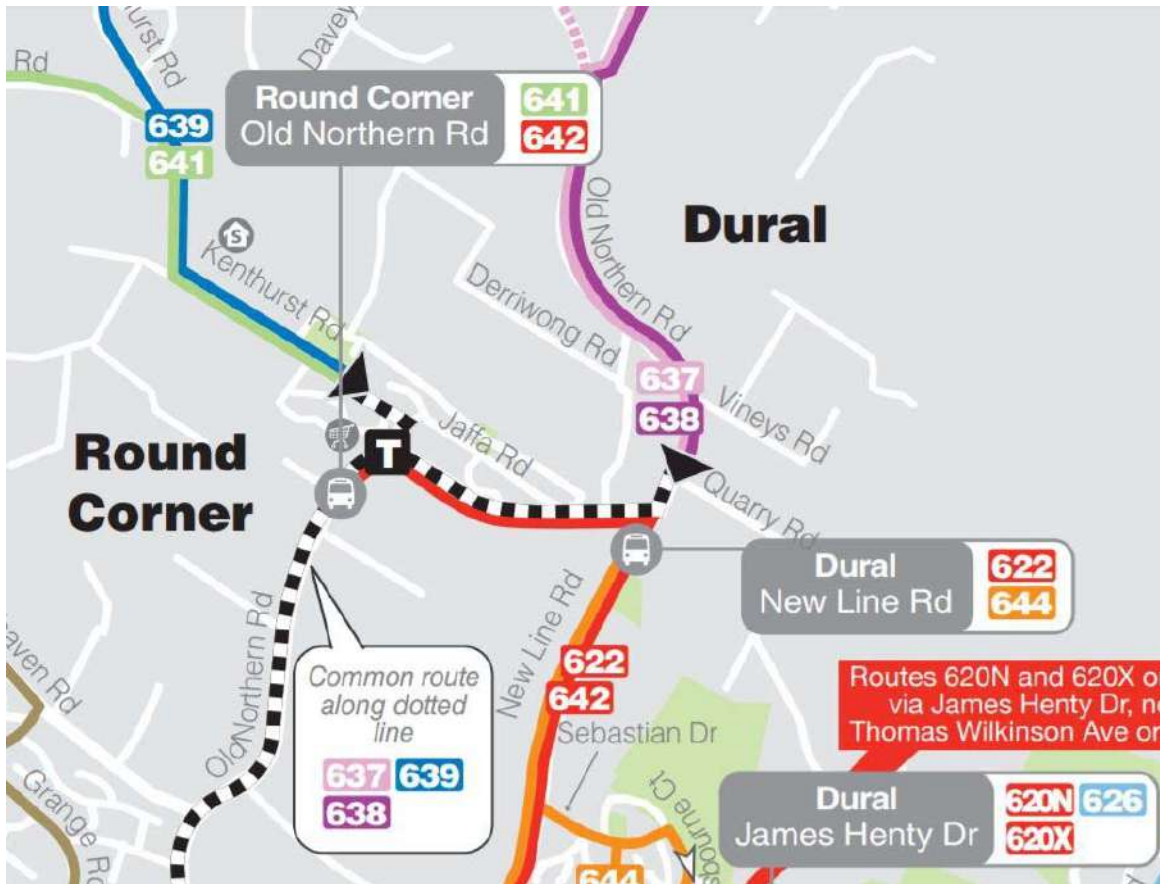 hurst Rd
Davey
Rd
Round Corner
Old Northern Rd
641
642
639
641
Old Northern Rd
Dural
S
Kenthurst Rd
Derriwong Rd
637
638
Vineys Rd
Jaffa Rd
Round
Corner
T
Quarry Rd
Dural
New Line Rd
622
644
New Line Rd
Old Northern Rd
Common route
along dotted
line
637 639
638
622
642
Routes 620N and 620X o
via James Henty Dr, n
Thomas Wilkinson Ave or
Sebastian Dr
aven Rd
Grange Rd
sbourne Ct
Dural
James Henty Dr
620N 626
620X
644